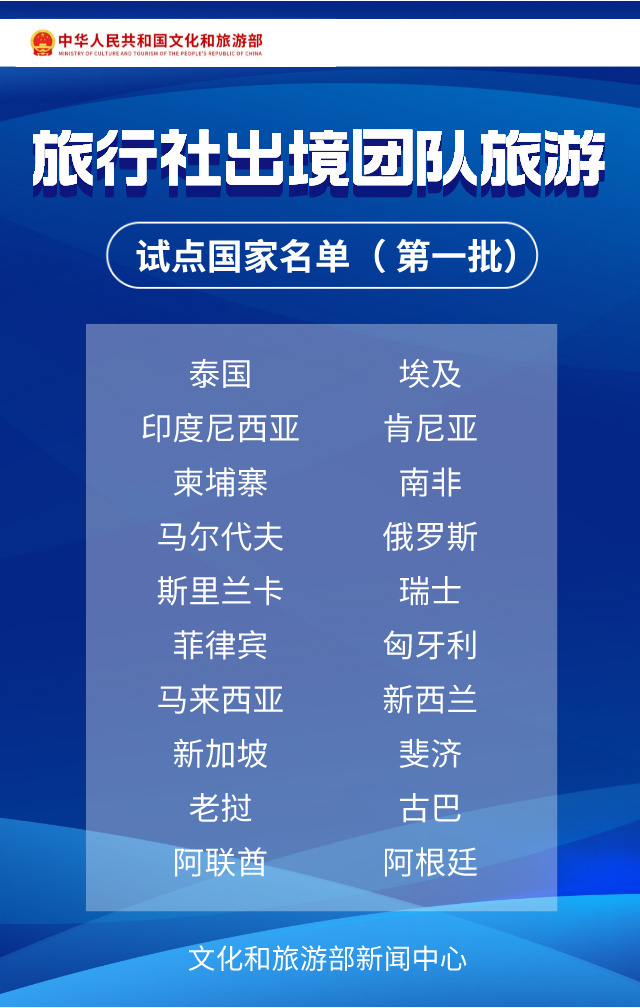 中华人民共和国文化和旅游部
MINISTRY OF CULTURE AND TOURISM OF THE PEOPLE'S REPUBLIC OF CHINA
旅行社出境团队旅游
试点国家名单（第一批）
泰国 埃及
印度尼西亚 肯尼亚
柬埔寨 南非
马尔代夫 俄罗斯
斯里兰卡 瑞士
菲律宾 匈牙利
马来西亚 新西兰
新加坡 斐济
老挝 古巴
阿联酋 阿根廷
文化和旅游部新闻中心